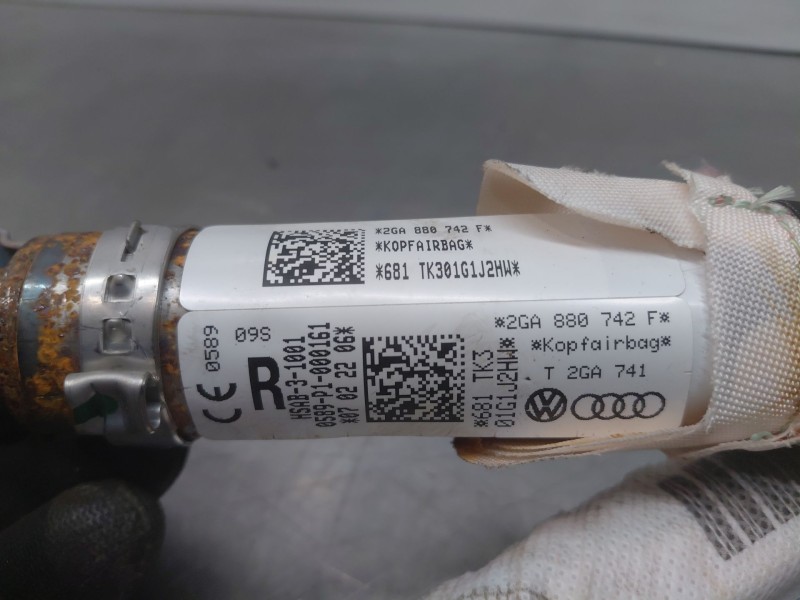 *2GA 880 742 F*
*KOPFAIRBAG*
*681 TK301G1J2HW*
CE 0589
09S
R
HSAB-3-1001
0589-P1-000161
*07 02 22 06*
*681 TK3
01G1J2HW*
*2GA 880 742 F*
*Kopfairbag*
T 2GA 741